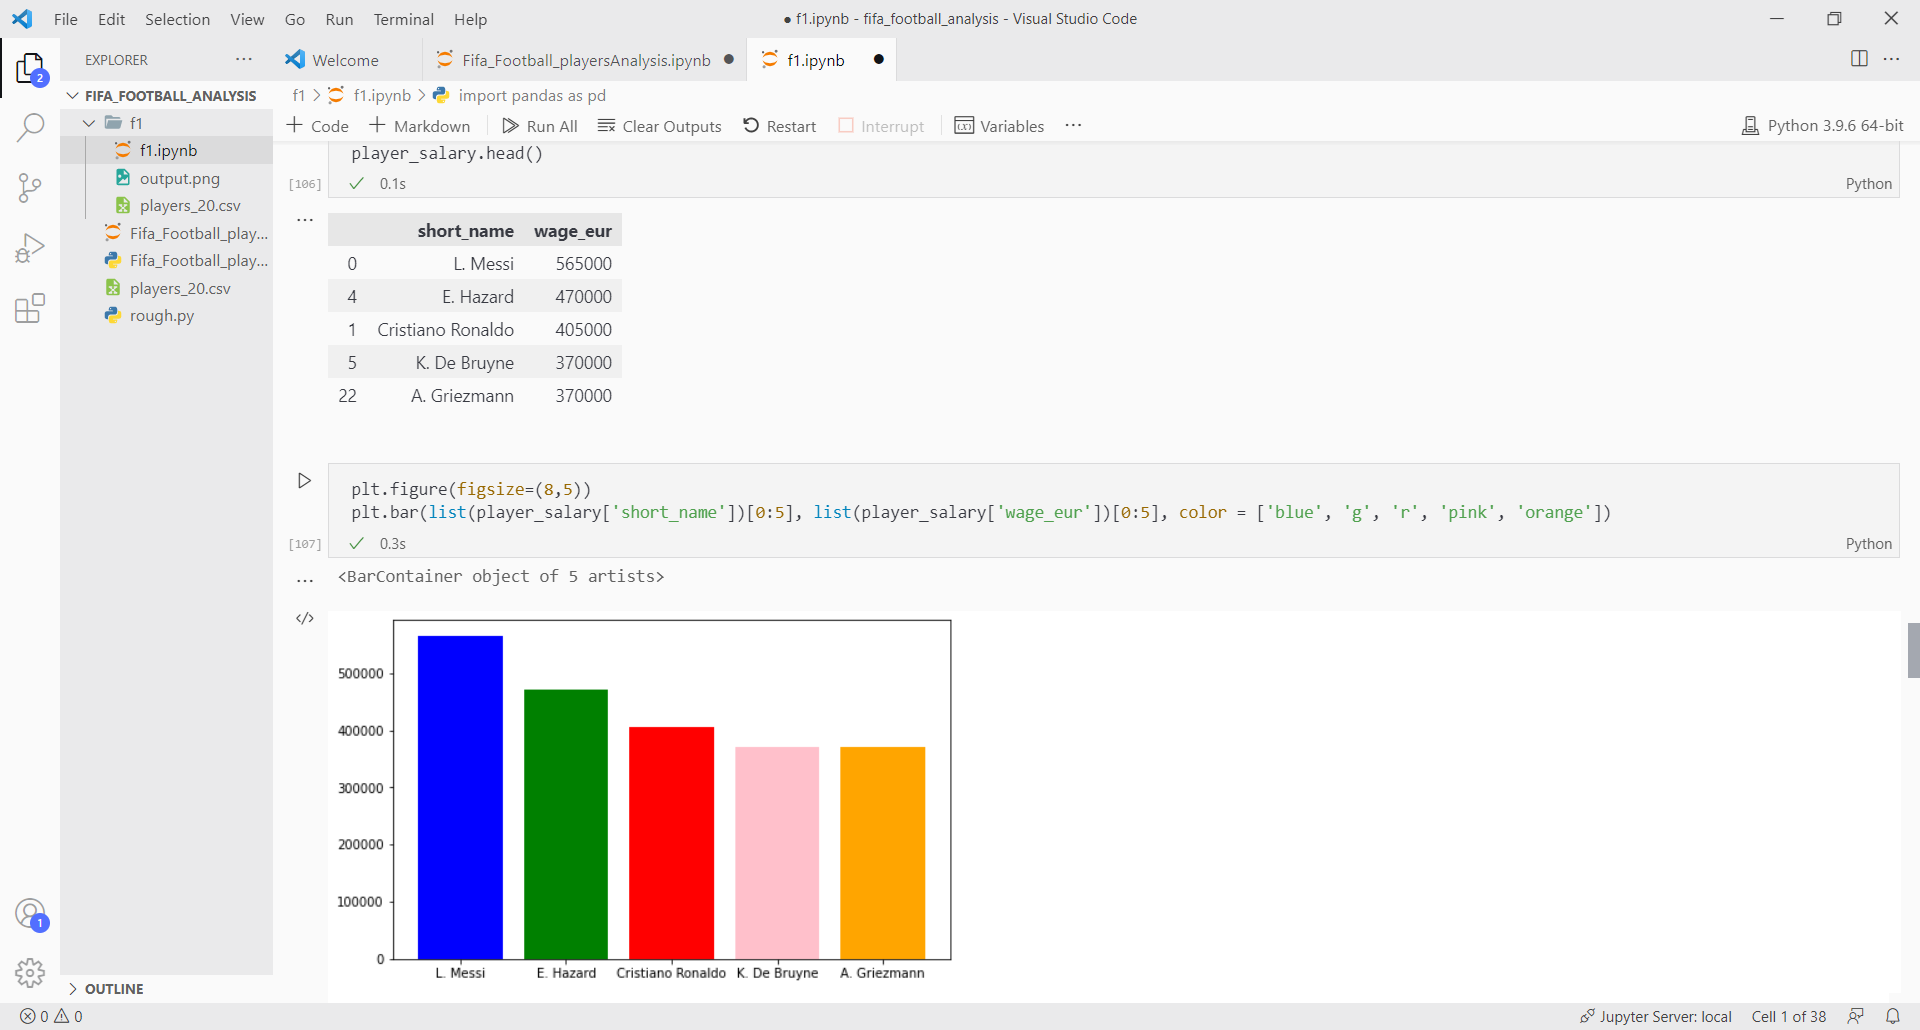 File Edit Selection View Go Run Terminal Help
● f1.ipynb - fifa_football_analysis - Visual Studio Code
EXPLORER ···
Welcome
Fifa_Football_playersAnalysis.ipynb ●
f1.ipynb ●
2
FIFA_FOOTBALL_ANALYSIS
f1
f1.ipynb
output.png
players_20.csv
Fifa_Football_play...
Fifa_Football_play...
players_20.csv
rough.py
f1 > f1.ipynb > import pandas as pd
+ Code + Markdown Run All Clear Outputs Restart Interrupt (x) Variables ···
Python 3.9.6 64-bit
player_salary.head()
[106] ✓ 0.1s Python
···
short_name wage_eur
0 L. Messi 565000
4 E. Hazard 470000
1 Cristiano Ronaldo 405000
5 K. De Bruyne 370000
22 A. Griezmann 370000
plt.figure(figsize=(8,5))
plt.bar(list(player_salary['short_name'])[0:5], list(player_salary['wage_eur'])[0:5], color = ['blue', 'g', 'r', 'pink', 'orange'])
[107] ✓ 0.3s Python
··· <BarContainer object of 5 artists>
</>
500000
400000
300000
200000
100000
0
L. Messi E. Hazard Cristiano Ronaldo K. De Bruyne A. Griezmann
1
OUTLINE
0 0
Jupyter Server: local Cell 1 of 38